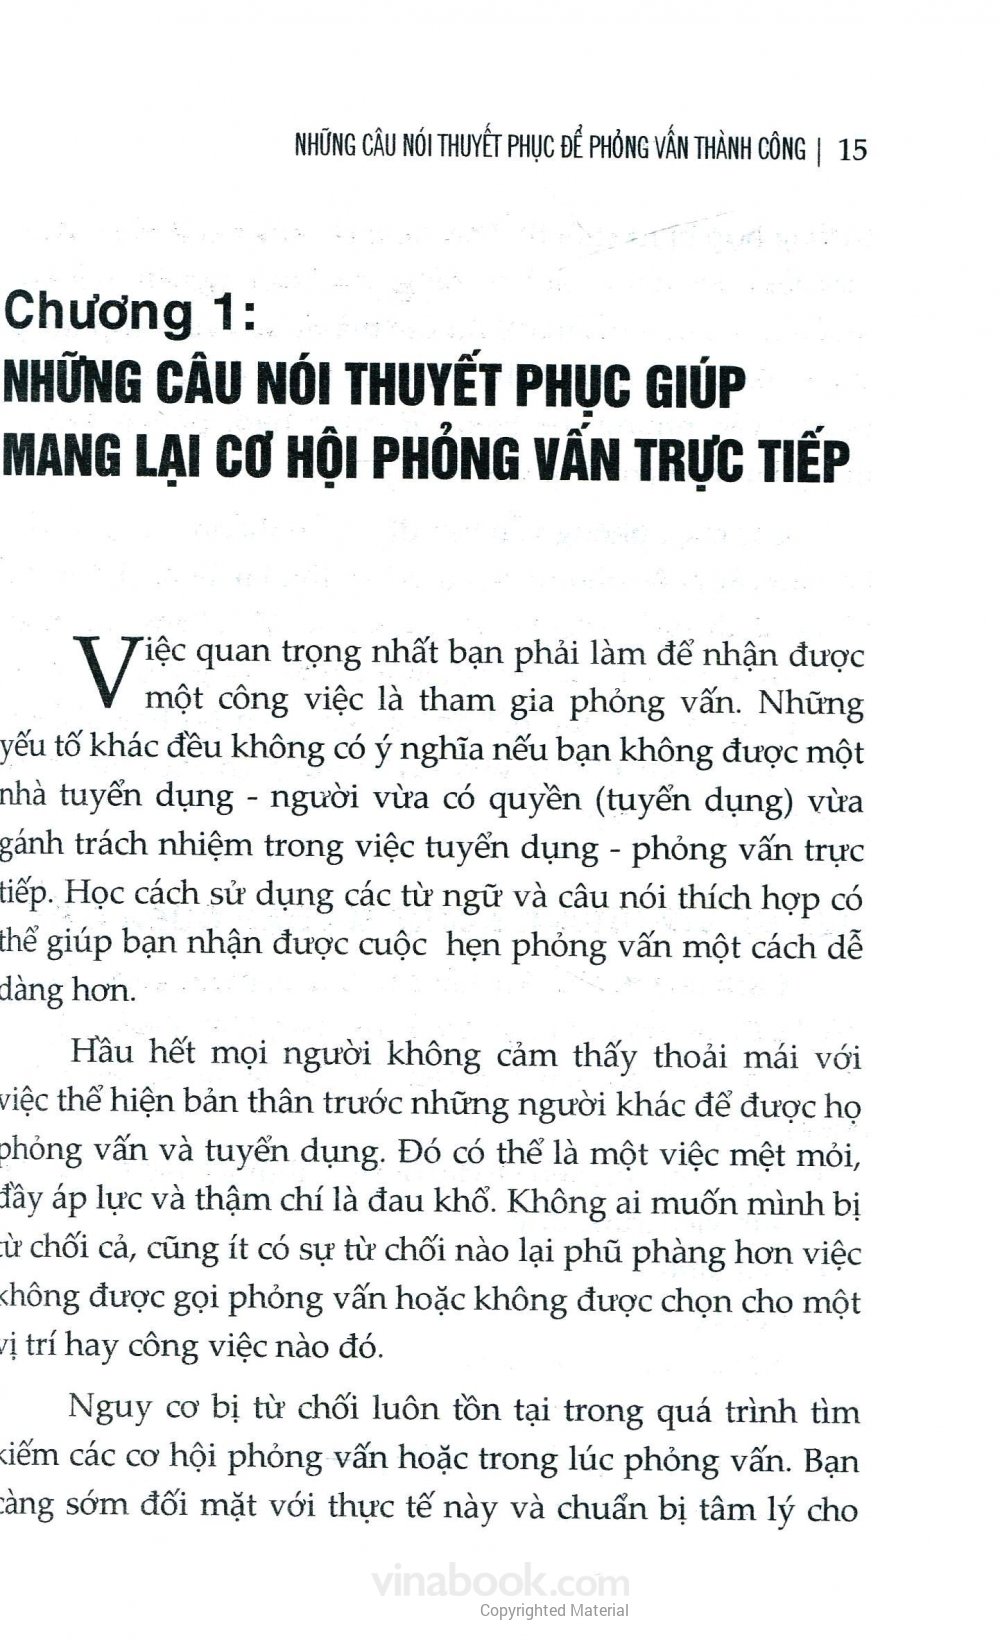 NHỮNG CÂU NÓI THUYẾT PHỤC ĐỂ PHỎNG VẤN THÀNH CÔNG | 15
Chương 1:
NHỮNG CÂU NÓI THUYẾT PHỤC GIÚP
MANG LẠI CƠ HỘI PHỎNG VẤN TRỰC TIẾP
Việc quan trọng nhất bạn phải làm để nhận được
một công việc là tham gia phỏng vấn. Những
yếu tố khác đều không có ý nghĩa nếu bạn không được một
nhà tuyển dụng - người vừa có quyền (tuyển dụng) vừa
gánh trách nhiệm trong việc tuyển dụng - phỏng vấn trực
tiếp. Học cách sử dụng các từ ngữ và câu nói thích hợp có
thể giúp bạn nhận được cuộc hẹn phỏng vấn một cách dễ
dàng hơn.
Hầu hết mọi người không cảm thấy thoải mái với
việc thể hiện bản thân trước những người khác để được họ
phỏng vấn và tuyển dụng. Đó có thể là một việc mệt mỏi,
đầy áp lực và thậm chí là đau khổ. Không ai muốn mình bị
từ chối cả, cũng ít có sự từ chối nào lại phũ phàng hơn việc
không được gọi phỏng vấn hoặc không được chọn cho một
vị trí hay công việc nào đó.
Nguy cơ bị từ chối luôn tồn tại trong quá trình tìm
kiếm các cơ hội phỏng vấn hoặc trong lúc phỏng vấn. Bạn
càng sớm đối mặt với thực tế này và chuẩn bị tâm lý cho
vinabook.com
Copyrighted Material